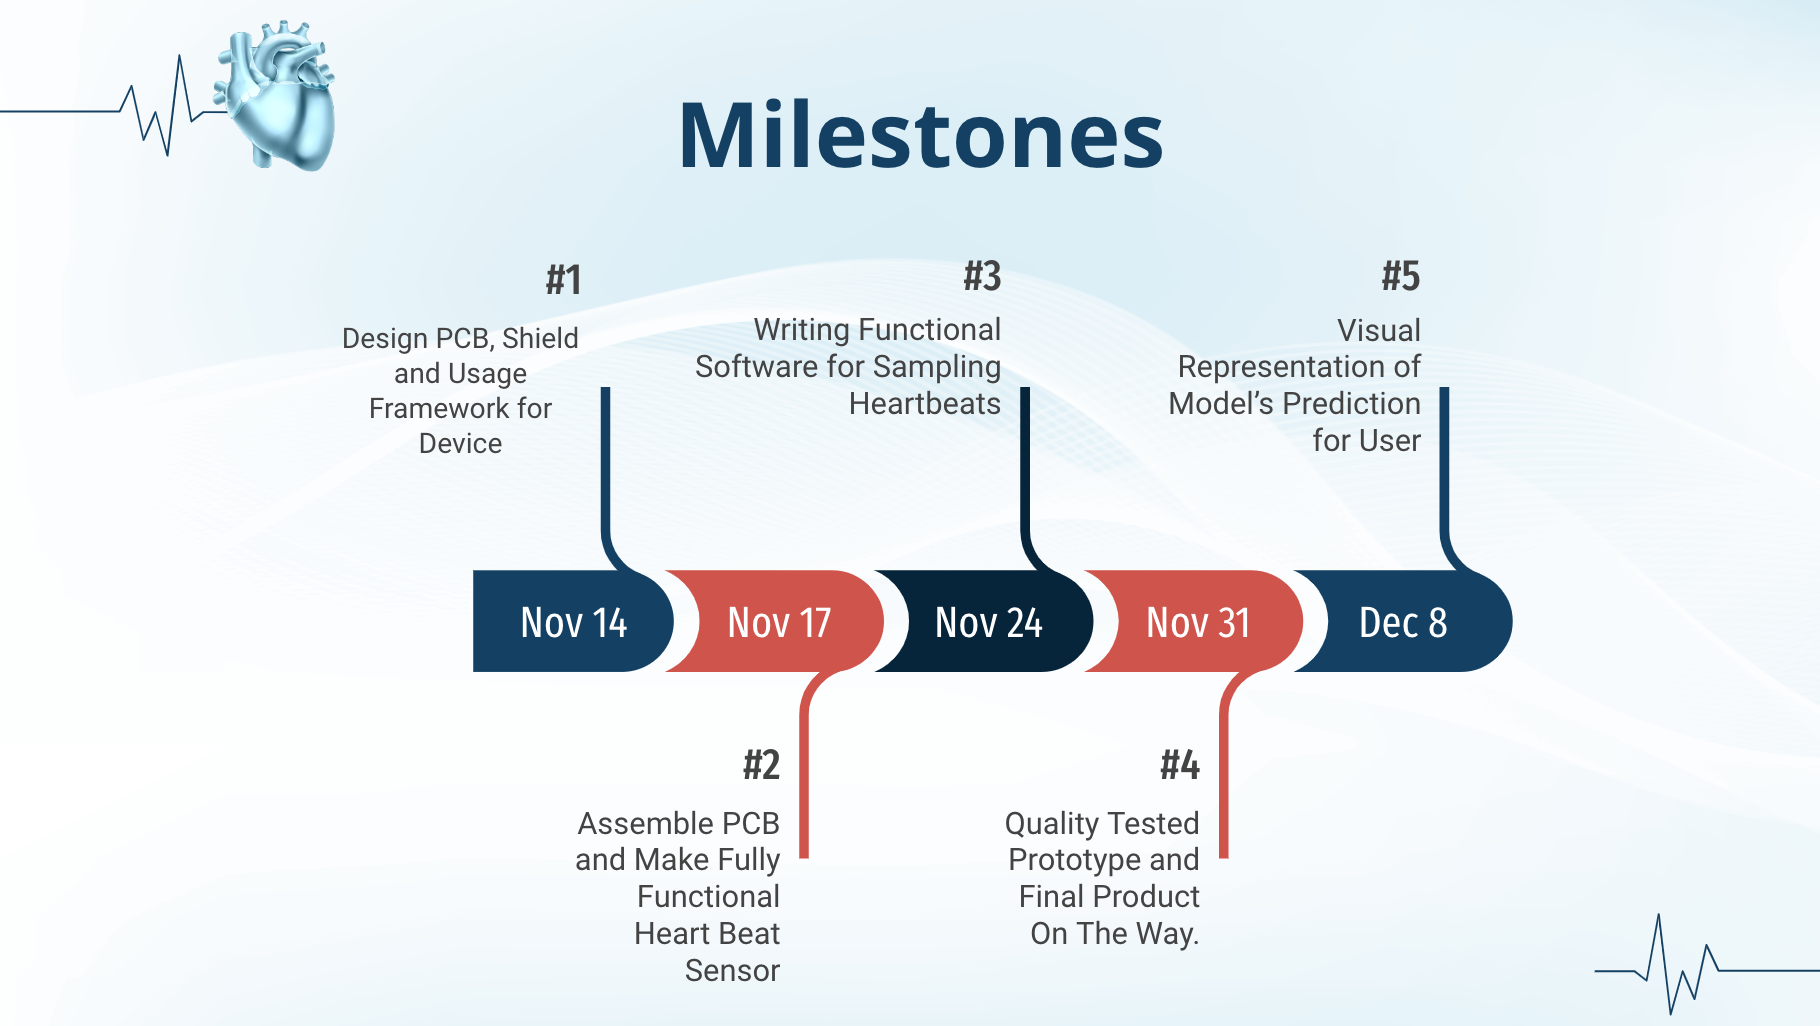 Milestones
#1
Design PCB, Shield
and Usage
Framework for
Device
#3
Writing Functional
Software for Sampling
Heartbeats
#5
Visual
Representation of
Model’s Prediction
for User
Nov 14
Nov 17
Nov 24
Nov 31
Dec 8
#2
Assemble PCB
and Make Fully
Functional
Heart Beat
Sensor
#4
Quality Tested
Prototype and
Final Product
On The Way.